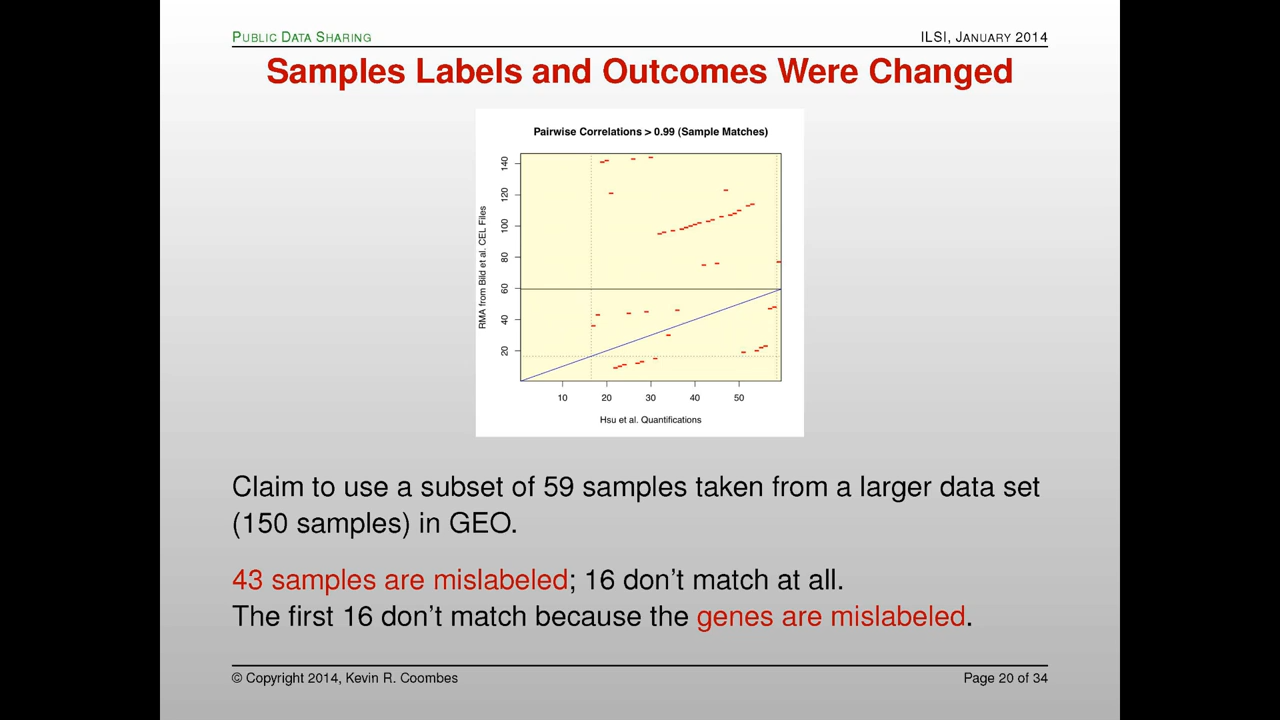 PUBLIC DATA SHARING
ILSI, JANUARY 2014
Samples Labels and Outcomes Were Changed
Pairwise Correlations > 0.99 (Sample Matches)
RMA from Bild et al. CEL Files
140
120
100
80
60
40
20
10 20 30 40 50
Hsu et al. Quantifications
Claim to use a subset of 59 samples taken from a larger data set
(150 samples) in GEO.
43 samples are mislabeled; 16 don't match at all.
The first 16 don't match because the genes are mislabeled.
© Copyright 2014, Kevin R. Coombes
Page 20 of 34